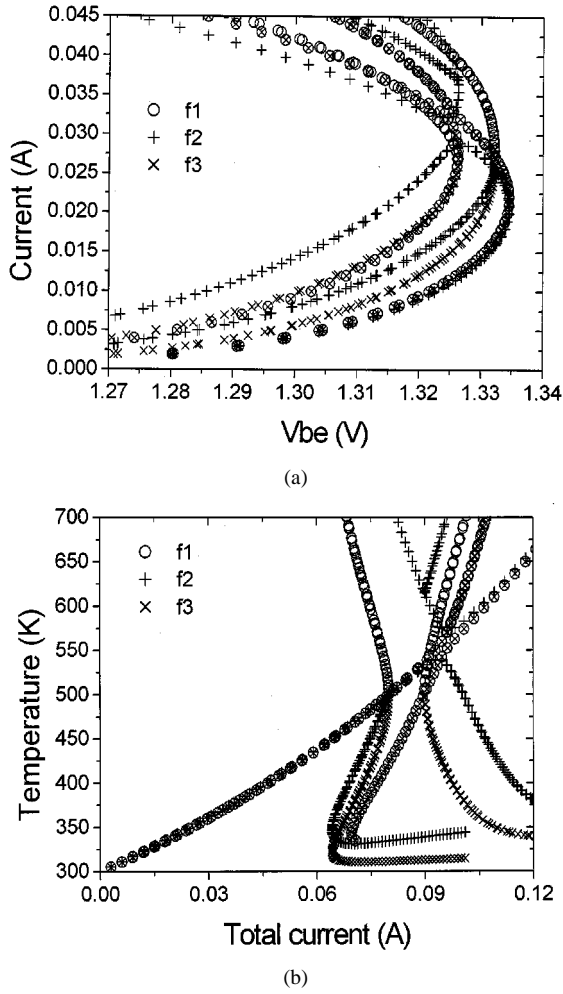 0.045
0.040
0.035
0.030
0.025
0.020
0.015
0.010
0.005
0.000
Current (A)
f1
f2
f3
1.27 1.28 1.29 1.30 1.31 1.32 1.33 1.34
Vbe (V)
(a)
700
650
600
550
500
450
400
350
300
Temperature (K)
f1
f2
f3
0.00 0.03 0.06 0.09 0.12
Total current (A)
(b)